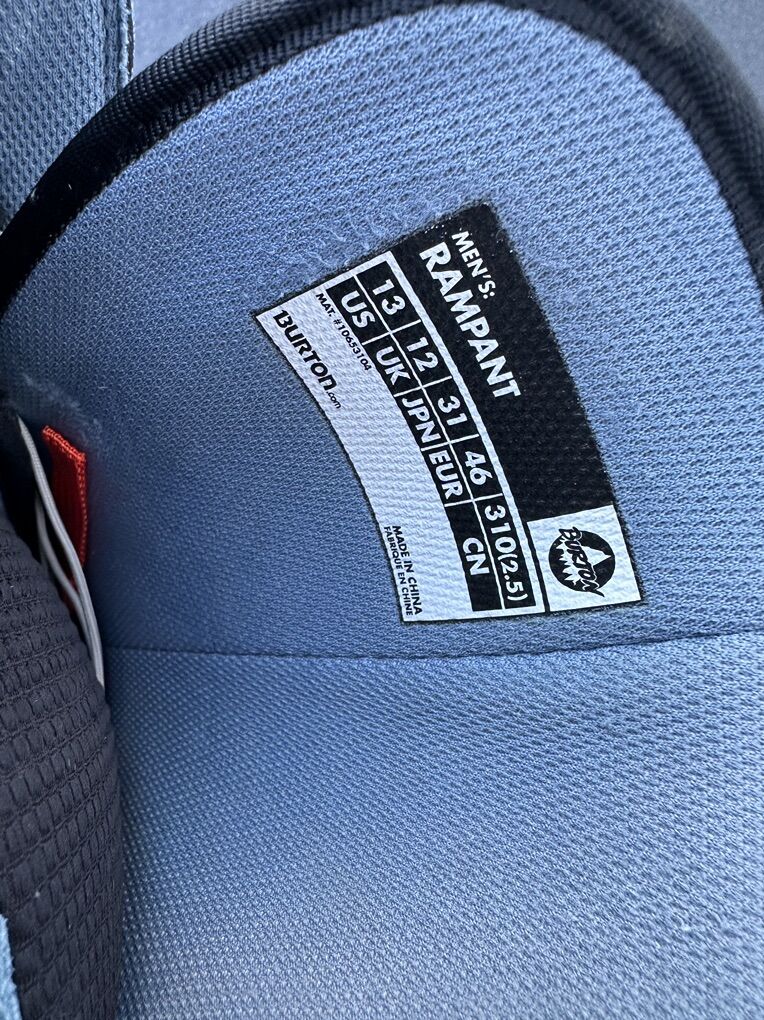 MEN'S:
RAMPANT
13 12 31 46 310(2.5)
US UK JPN EUR CN
MAT. #10653104
BURTON.com
MADE IN CHINA
FABRIQUE EN CHINE
BURTON